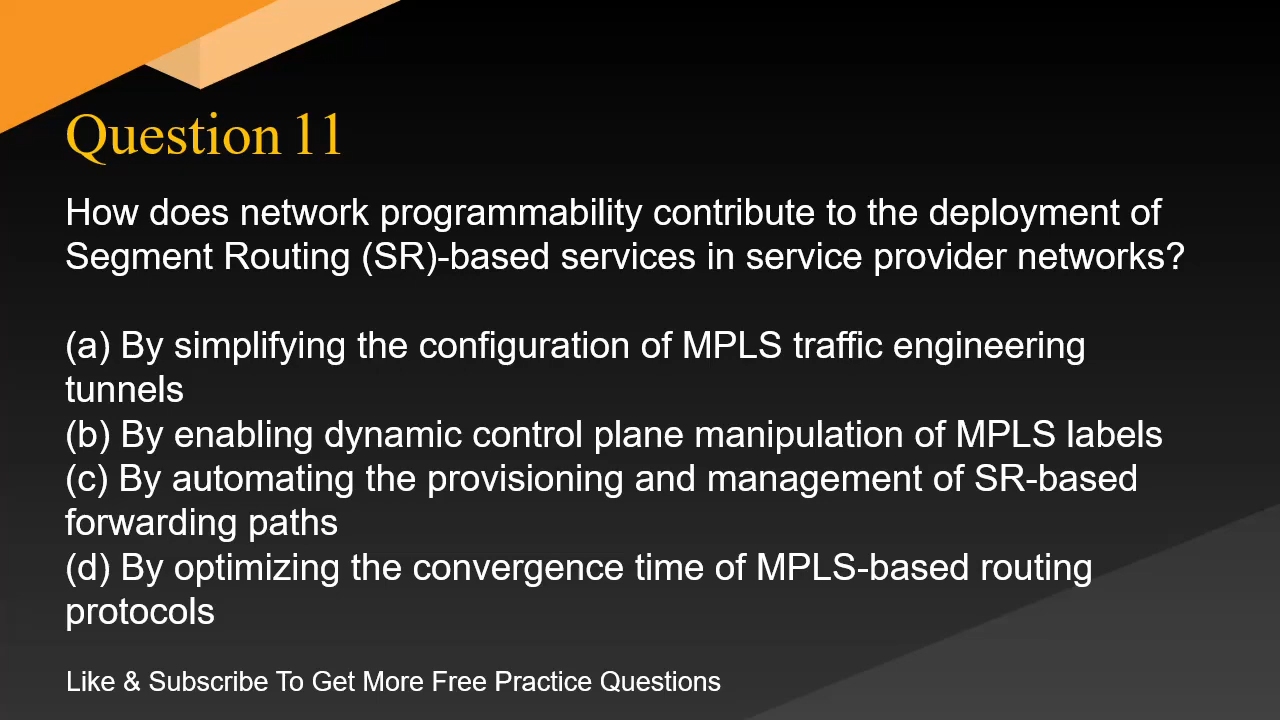 Question 11
How does network programmability contribute to the deployment of
Segment Routing (SR)-based services in service provider networks?
(a) By simplifying the configuration of MPLS traffic engineering
tunnels
(b) By enabling dynamic control plane manipulation of MPLS labels
(c) By automating the provisioning and management of SR-based
forwarding paths
(d) By optimizing the convergence time of MPLS-based routing
protocols
Like & Subscribe To Get More Free Practice Questions